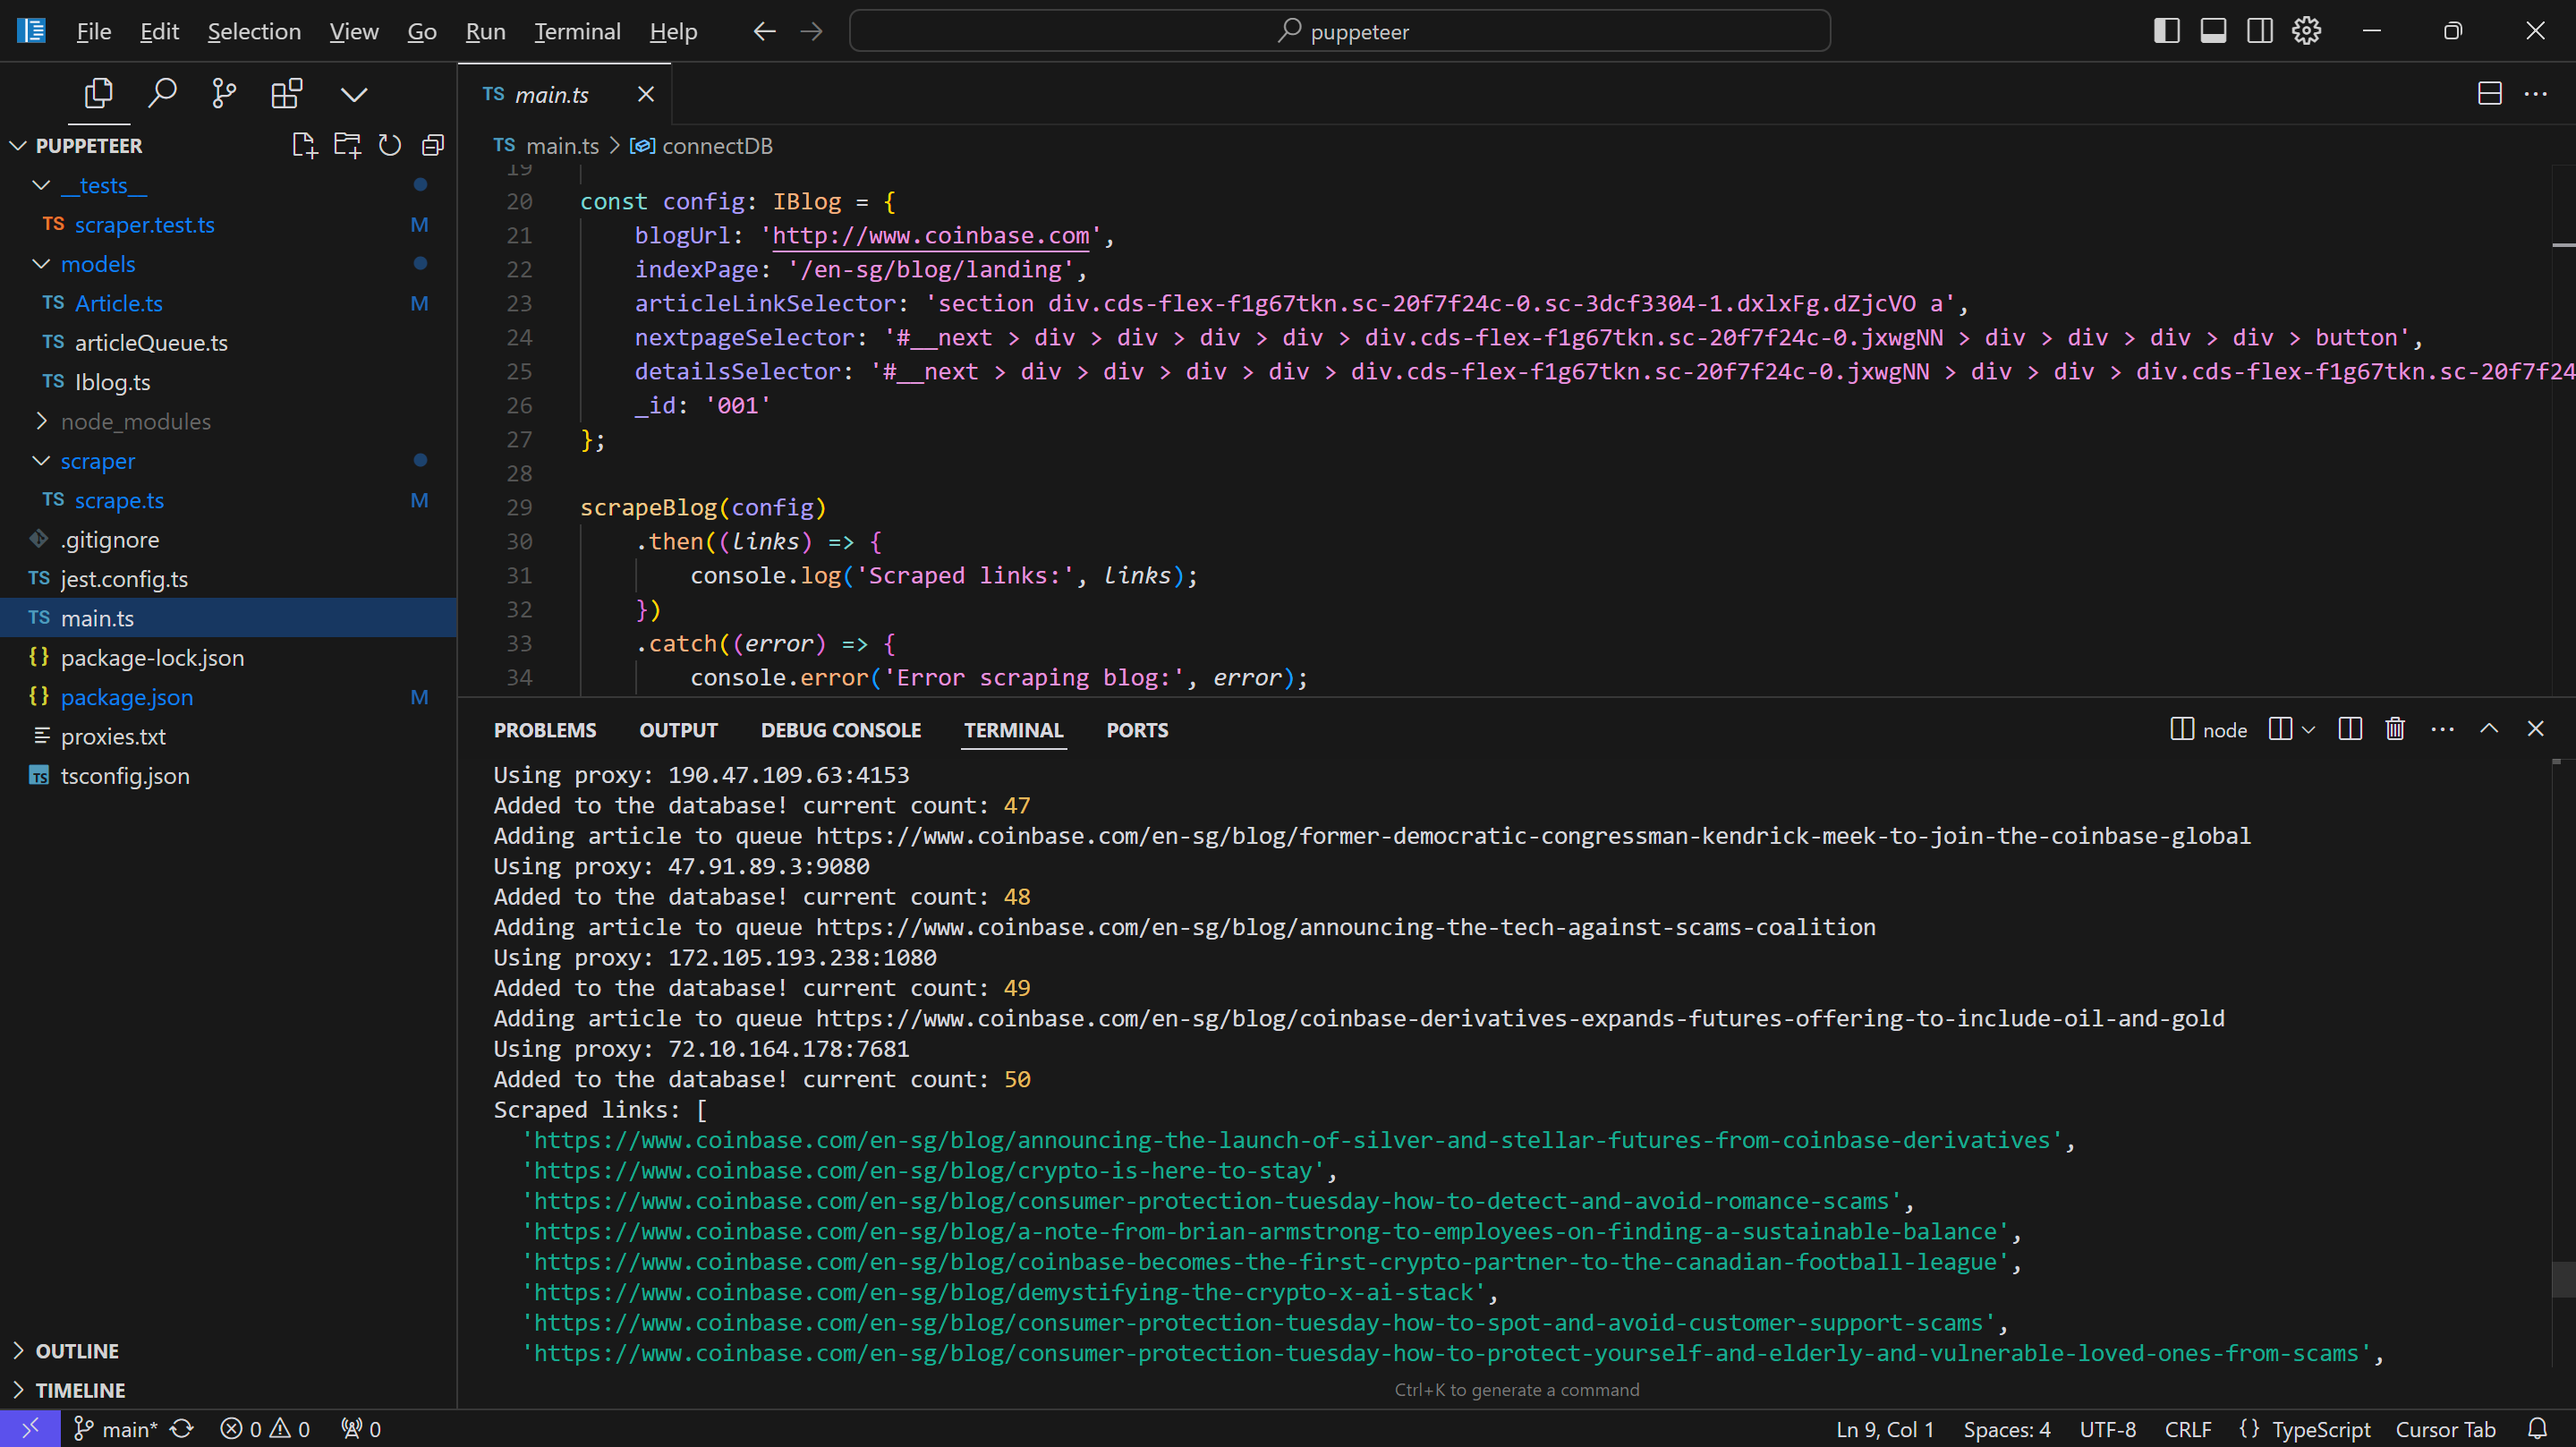 File Edit Selection View Go Run Terminal Help
puppeteer
PUPPETEER
__tests__
TS scraper.test.ts M
models
TS Article.ts M
TS articleQueue.ts
TS Iblog.ts
node_modules
scraper
TS scrape.ts M
.gitignore
TS jest.config.ts
TS main.ts
{} package-lock.json
{} package.json M
proxies.txt
TS tsconfig.json
OUTLINE
TIMELINE
TS main.ts
TS main.ts > connectDB
19
20 const config: IBlog = {
21 blogUrl: 'http://www.coinbase.com',
22 indexPage: '/en-sg/blog/landing',
23 articleLinkSelector: 'section div.cds-flex-f1g67tkn.sc-20f7f24c-0.sc-3dcf3304-1.dxlxFg.dZjcVO a',
24 nextpageSelector: '#__next > div > div > div > div > div.cds-flex-f1g67tkn.sc-20f7f24c-0.jxwgNN > div > div > div > div > button',
25 detailsSelector: '#__next > div > div > div > div > div.cds-flex-f1g67tkn.sc-20f7f24c-0.jxwgNN > div > div > div.cds-flex-f1g67tkn.sc-20f7f24
26 _id: '001'
27 };
28
29 scrapeBlog(config)
30 .then((links) => {
31 console.log('Scraped links:', links);
32 })
33 .catch((error) => {
34 console.error('Error scraping blog:', error);
PROBLEMS OUTPUT DEBUG CONSOLE TERMINAL PORTS
node
Using proxy: 190.47.109.63:4153
Added to the database! current count: 47
Adding article to queue https://www.coinbase.com/en-sg/blog/former-democratic-congressman-kendrick-meek-to-join-the-coinbase-global
Using proxy: 47.91.89.3:9080
Added to the database! current count: 48
Adding article to queue https://www.coinbase.com/en-sg/blog/announcing-the-tech-against-scams-coalition
Using proxy: 172.105.193.238:1080
Added to the database! current count: 49
Adding article to queue https://www.coinbase.com/en-sg/blog/coinbase-derivatives-expands-futures-offering-to-include-oil-and-gold
Using proxy: 72.10.164.178:7681
Added to the database! current count: 50
Scraped links: [
'https://www.coinbase.com/en-sg/blog/announcing-the-launch-of-silver-and-stellar-futures-from-coinbase-derivatives',
'https://www.coinbase.com/en-sg/blog/crypto-is-here-to-stay',
'https://www.coinbase.com/en-sg/blog/consumer-protection-tuesday-how-to-detect-and-avoid-romance-scams',
'https://www.coinbase.com/en-sg/blog/a-note-from-brian-armstrong-to-employees-on-finding-a-sustainable-balance',
'https://www.coinbase.com/en-sg/blog/coinbase-becomes-the-first-crypto-partner-to-the-canadian-football-league',
'https://www.coinbase.com/en-sg/blog/demystifying-the-crypto-x-ai-stack',
'https://www.coinbase.com/en-sg/blog/consumer-protection-tuesday-how-to-spot-and-avoid-customer-support-scams',
'https://www.coinbase.com/en-sg/blog/consumer-protection-tuesday-how-to-protect-yourself-and-elderly-and-vulnerable-loved-ones-from-scams',
Ctrl+K to generate a command
main* 0 0 0 Ln 9, Col 1 Spaces: 4 UTF-8 CRLF {} TypeScript Cursor Tab